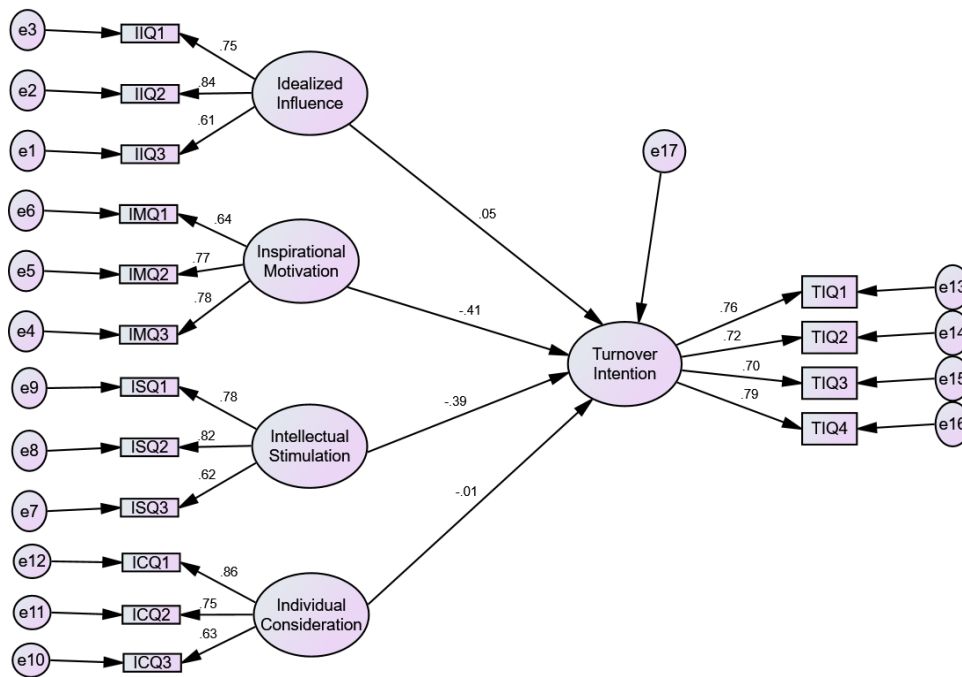 e3
IIQ1
.75
e2
IIQ2
.84
Idealized
Influence
e1
IIQ3
.61
e17
e6
IMQ1
.64
.05
e5
IMQ2
.77
Inspirational
Motivation
e4
IMQ3
.78
-.41
TIQ1
e13
.76
TIQ2
e14
.72
Turnover
Intention
.70
TIQ3
e15
.79
TIQ4
e16
e9
ISQ1
.78
-.39
e8
ISQ2
.82
Intellectual
Stimulation
e7
ISQ3
.62
-.01
e12
ICQ1
.86
e11
ICQ2
.75
Individual
Consideration
e10
ICQ3
.63